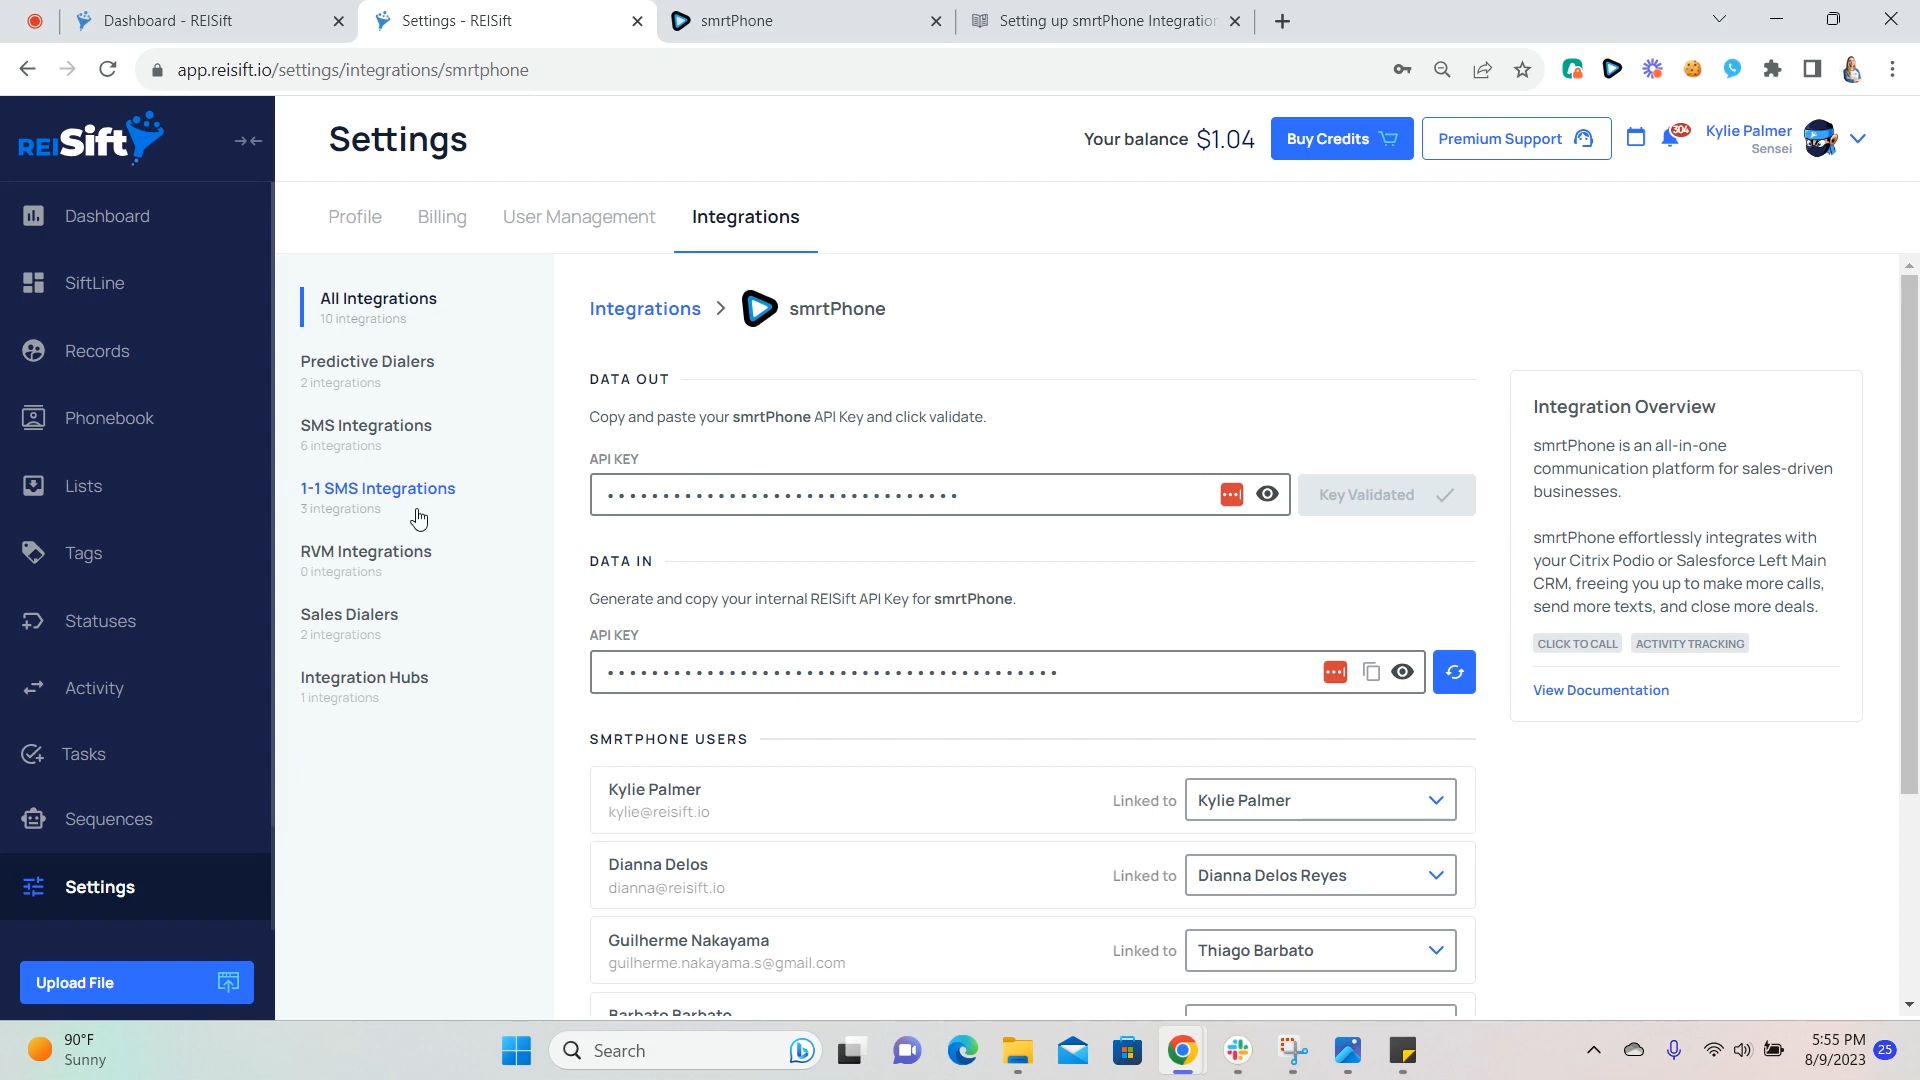 Dashboard - REISift
Settings - REISift
smrtPhone
Setting up smrtPhone Integration
app.reisift.io/settings/integrations/smrtphone
REISift
Settings
Your balance $1.04
Buy Credits
Premium Support
304
Kylie Palmer
Sensei
Profile
Billing
User Management
Integrations
Dashboard
SiftLine
Records
Phonebook
Lists
Tags
Statuses
Activity
Tasks
Sequences
Settings
Upload File
All Integrations
10 integrations
Predictive Dialers
2 integrations
SMS Integrations
6 integrations
1-1 SMS Integrations
3 integrations
RVM Integrations
0 integrations
Sales Dialers
2 integrations
Integration Hubs
1 integrations
Integrations > smrtPhone
DATA OUT
Copy and paste your smrtPhone API Key and click validate.
API KEY
Key Validated
DATA IN
Generate and copy your internal REISift API Key for smrtPhone.
API KEY
SMRTPHONE USERS
Kylie Palmer
kylie@reisift.io
Linked to
Kylie Palmer
Dianna Delos
dianna@reisift.io
Linked to
Dianna Delos Reyes
Guilherme Nakayama
guilherme.nakayama.s@gmail.com
Linked to
Thiago Barbato
Barbato Barbato
Integration Overview
smrtPhone is an all-in-one
communication platform for sales-driven
businesses.
smrtPhone effortlessly integrates with
your Citrix Podio or Salesforce Left Main
CRM, freeing you up to make more calls,
send more texts, and close more deals.
CLICK TO CALL
ACTIVITY TRACKING
View Documentation
90°F
Sunny
Search
5:55 PM
8/9/2023
25